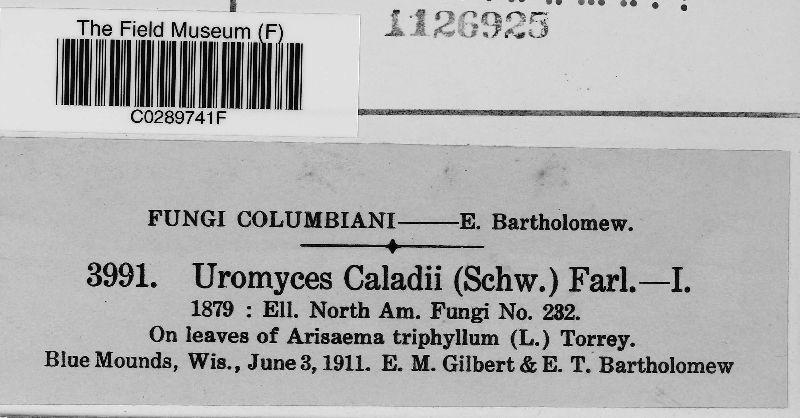 The Field Museum (F)
C0289741F
1126925
FUNGI COLUMBIANI——E. Bartholomew.
3991. Uromyces Caladii (Schw.) Farl.—I.
1879 : Ell. North Am. Fungi No. 232.
On leaves of Arisaema triphyllum (L.) Torrey.
Blue Mounds, Wis., June 3, 1911. E. M. Gilbert & E. T. Bartholomew